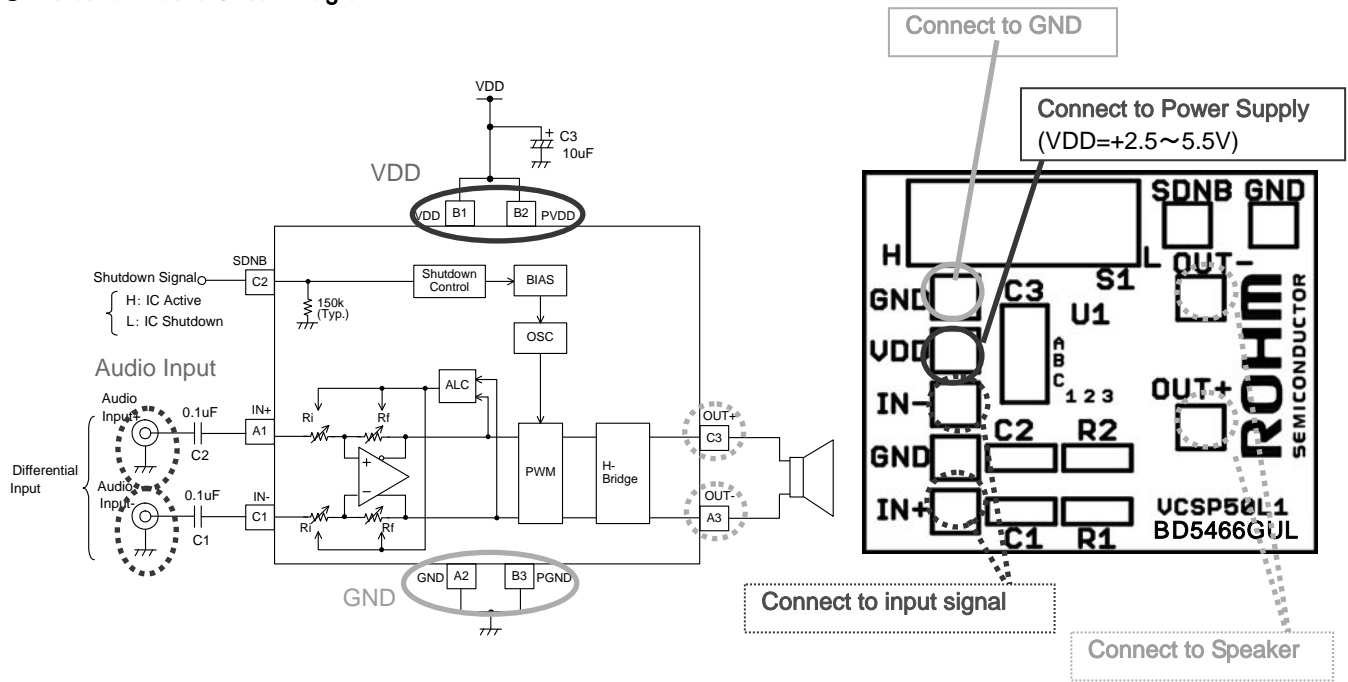 Connect to GND
Connect to Power Supply
(VDD=+2.5~5.5V)
VDD
+
C3
10uF
VDD
VDD B1 B2 PVDD
SDNB
Shutdown Signal C2
H: IC Active
L: IC Shutdown
150k
(Typ.)
Shutdown
Control
BIAS
OSC
Audio Input
Audio
Input+
0.1uF
IN+
A1
C2
Ri
Rf
ALC
+
−
Differential
Input
Audio
Input-
0.1uF
IN-
C1
C1
Ri
Rf
PWM
H-
Bridge
OUT+
C3
OUT-
A3
GND A2 B3 PGND
GND
SDNB GND
H L
S1
OUT-
GND
C3
U1
VDD
A
B
C
1 2 3
IN-
OUT+
GND
C2 R2
IN+
C1 R1
VCSP50L1
BD5466GUL
ROHM
SEMICONDUCTOR
Connect to input signal
Connect to Speaker